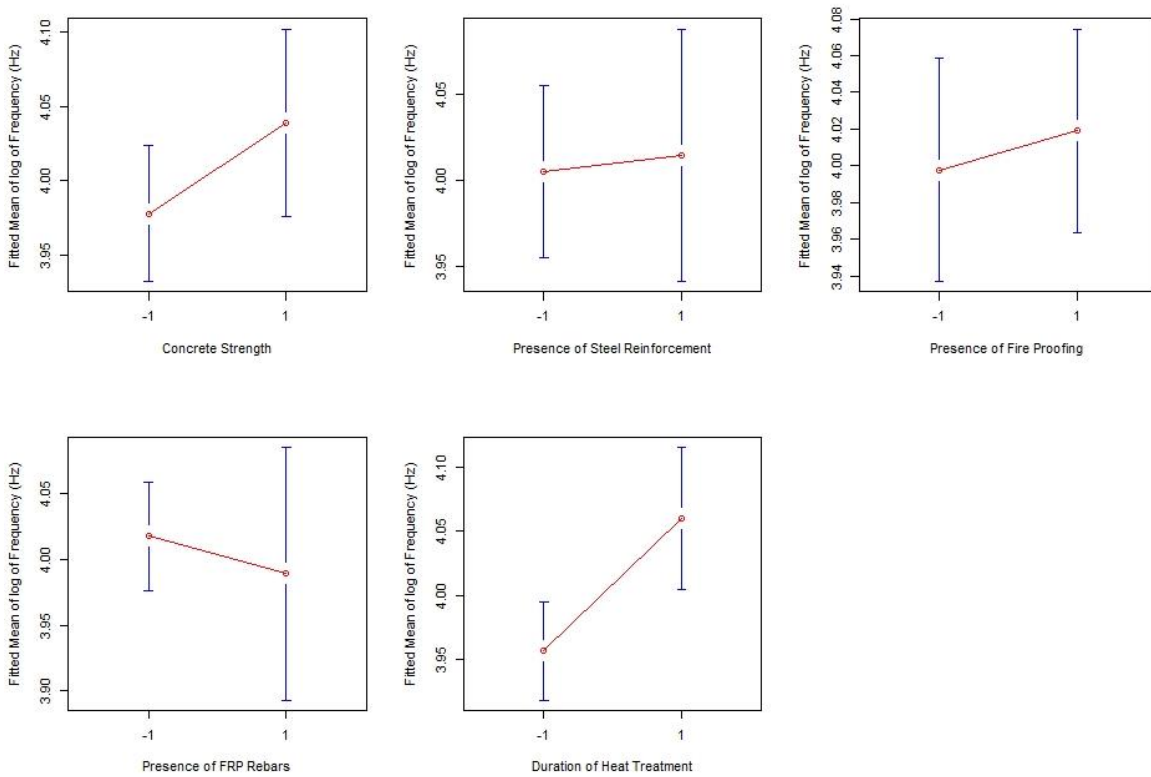 Fitted Mean of log of Frequency (Hz)
4.10
4.05
4.00
3.95
-1 1
Concrete Strength
Fitted Mean of log of Frequency (Hz)
4.05
4.00
3.95
-1 1
Presence of Steel Reinforcement
Fitted Mean of log of Frequency (Hz)
4.08
4.06
4.04
4.02
4.00
3.98
3.96
3.94
-1 1
Presence of Fire Proofing
Fitted Mean of log of Frequency (Hz)
4.05
4.00
3.95
3.90
-1 1
Presence of FRP Rebars
Fitted Mean of log of Frequency (Hz)
4.10
4.05
4.00
3.95
-1 1
Duration of Heat Treatment